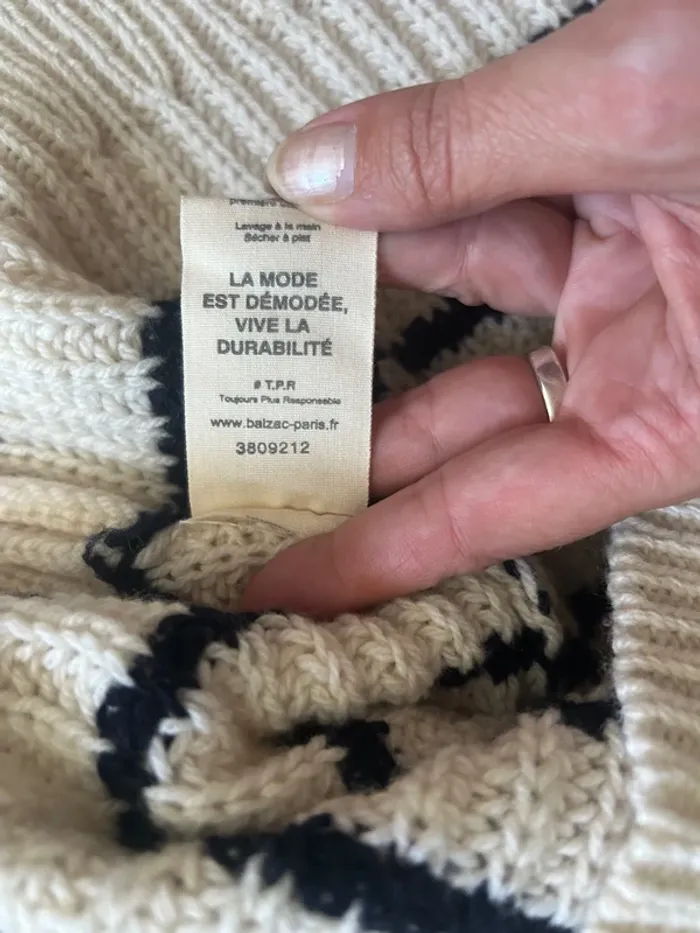 première
Lavage à la main
Sécher à plat
LA MODE
EST DÉMODÉE,
VIVE LA
DURABILITÉ
# T.P.R
Toujours Plus Responsable
www.balzac-paris.fr
3809212